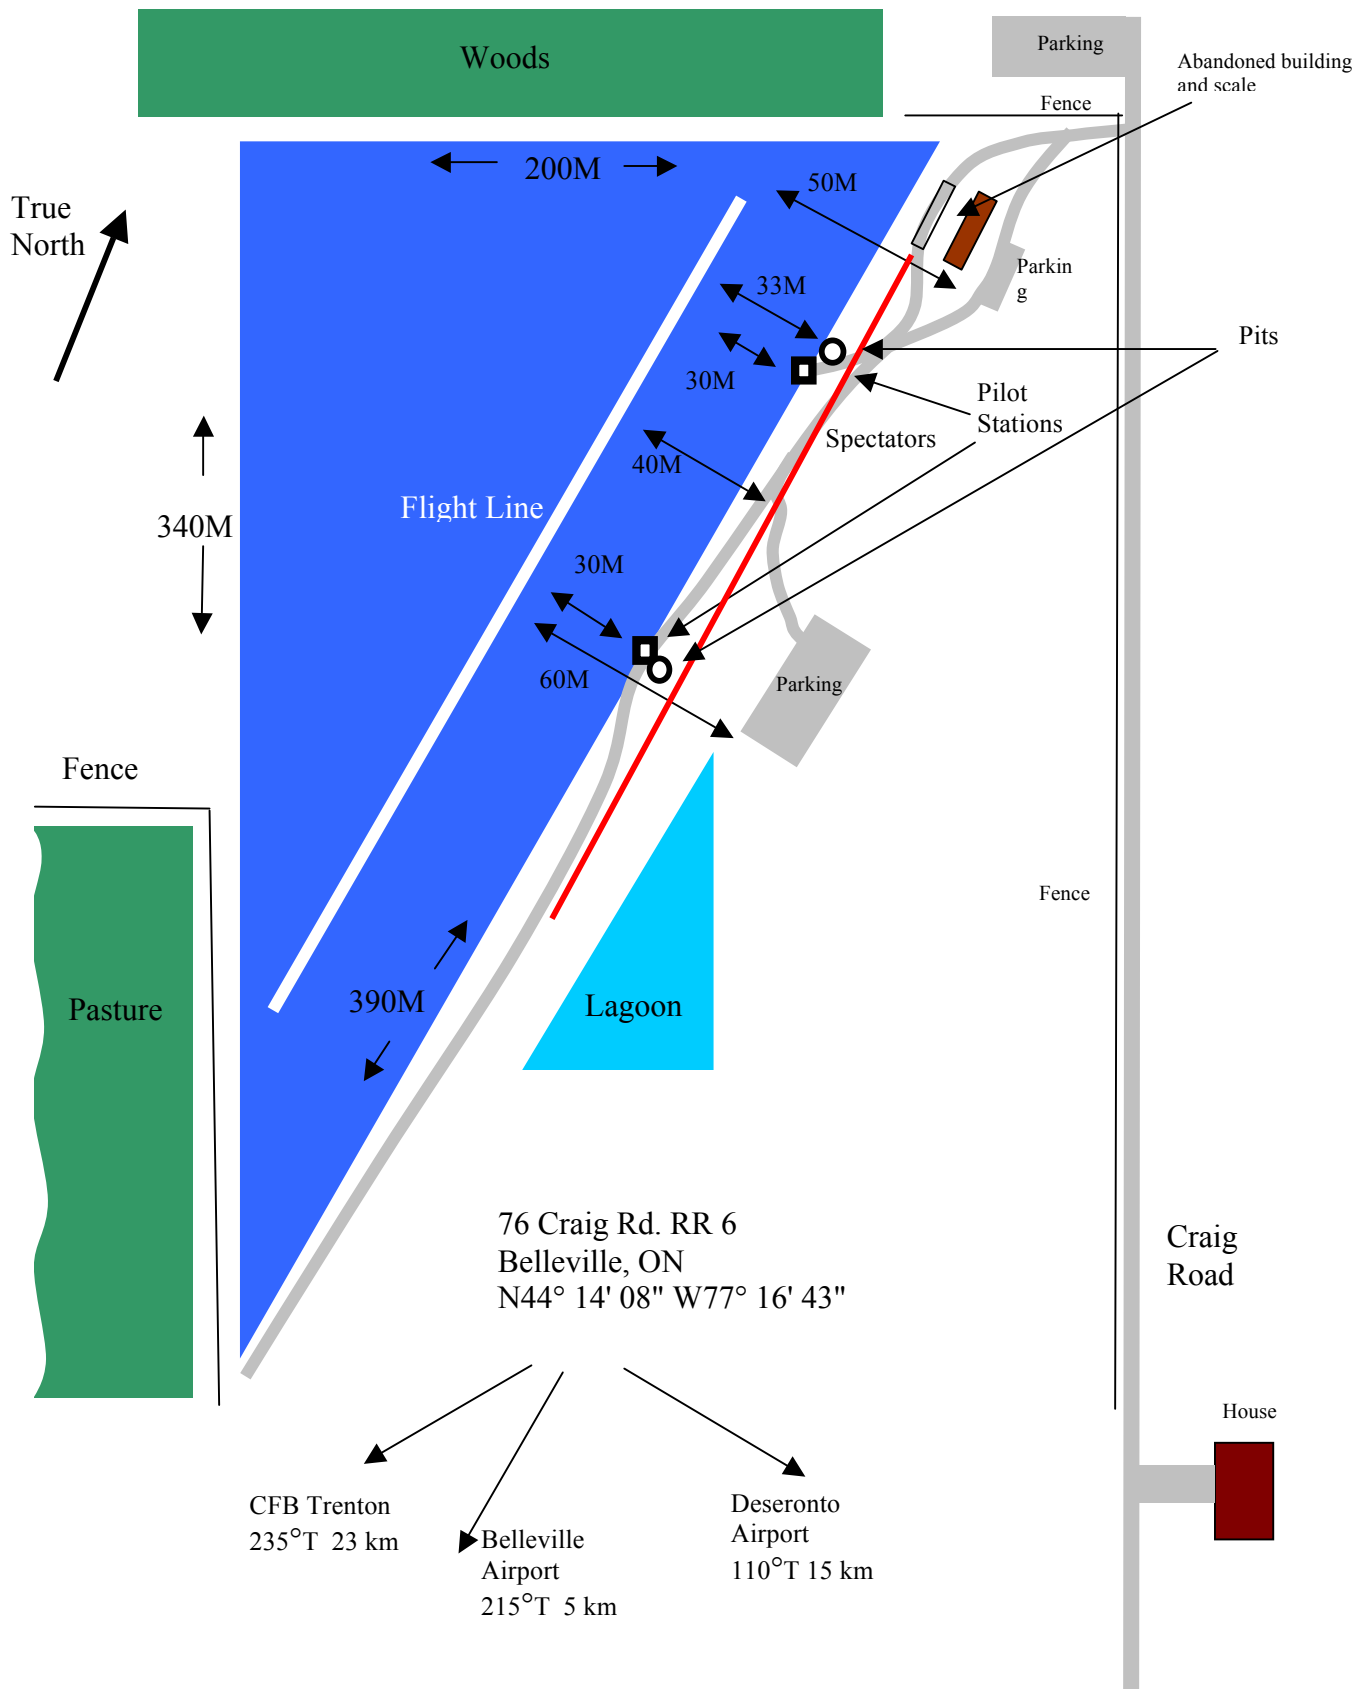 Woods
Parking
Abandoned building
and scale
Fence
200M
50M
True
North
33M
Parkin
g
Pits
30M
Pilot
Stations
Spectators
40M
Flight Line
340M
30M
60M
Parking
Fence
Fence
Pasture
390M
Lagoon
76 Craig Rd. RR 6
Belleville, ON
N44° 14' 08" W77° 16' 43"
Craig
Road
House
CFB Trenton
235°T 23 km
Belleville
Airport
215°T 5 km
Deseronto
Airport
110°T 15 km